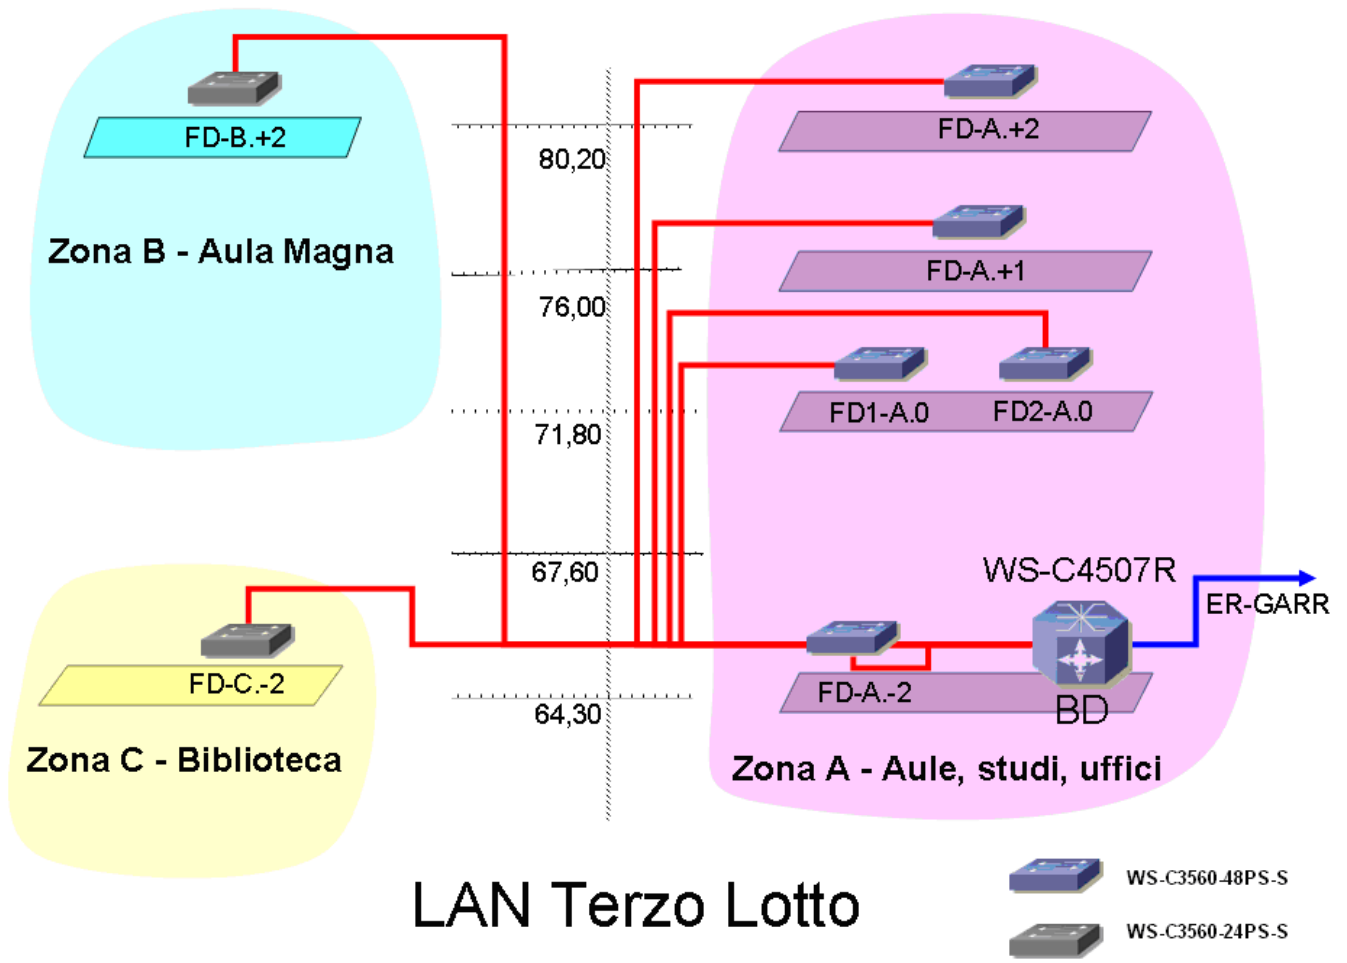 FD-B.+2
Zona B - Aula Magna
80,20
76,00
71,80
67,60
64,30
FD-A.+2
FD-A.+1
FD1-A.0
FD2-A.0
WS-C4507R
ER-GARR
FD-A.-2
BD
Zona A - Aule, studi, uffici
FD-C.-2
Zona C - Biblioteca
LAN Terzo Lotto
WS-C3560-48PS-S
WS-C3560-24PS-S